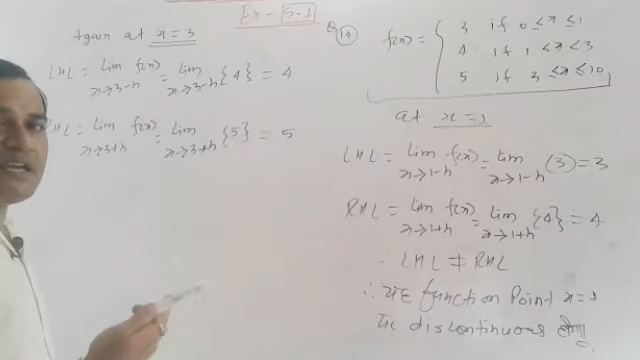 Ex - 5.1
Again at x = 3
LHL = lim x→3-h f(x) = lim x→3-h {4} = 4
HL = lim x→3+h f(x) = lim x→3+h {5} = 5
Q 14
f(x) = { 3 if 0 ≤ x ≤ 1
4 if 1 < x < 3
5 if 3 ≤ x ≤ 10
at x = 1
LHL = lim x→1-h f(x) = lim x→1-h (3) = 3
RHL = lim x→1+h f(x) = lim x→1+h {4} = 4
∴ LHL ≠ RHL
∴ यह function Point x = 1
पर discontinuous होगा